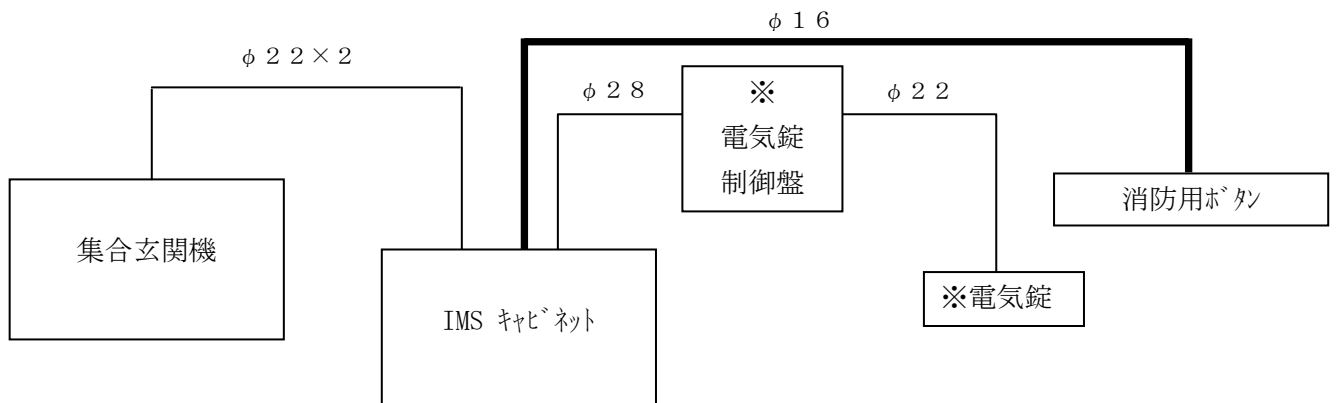 φ１６
φ２２×２
φ２８
※
電気錠
制御盤
φ２２
消防用ﾎﾞﾀﾝ
集合玄関機
IMS ｷｬﾋﾞﾈｯﾄ
※電気錠